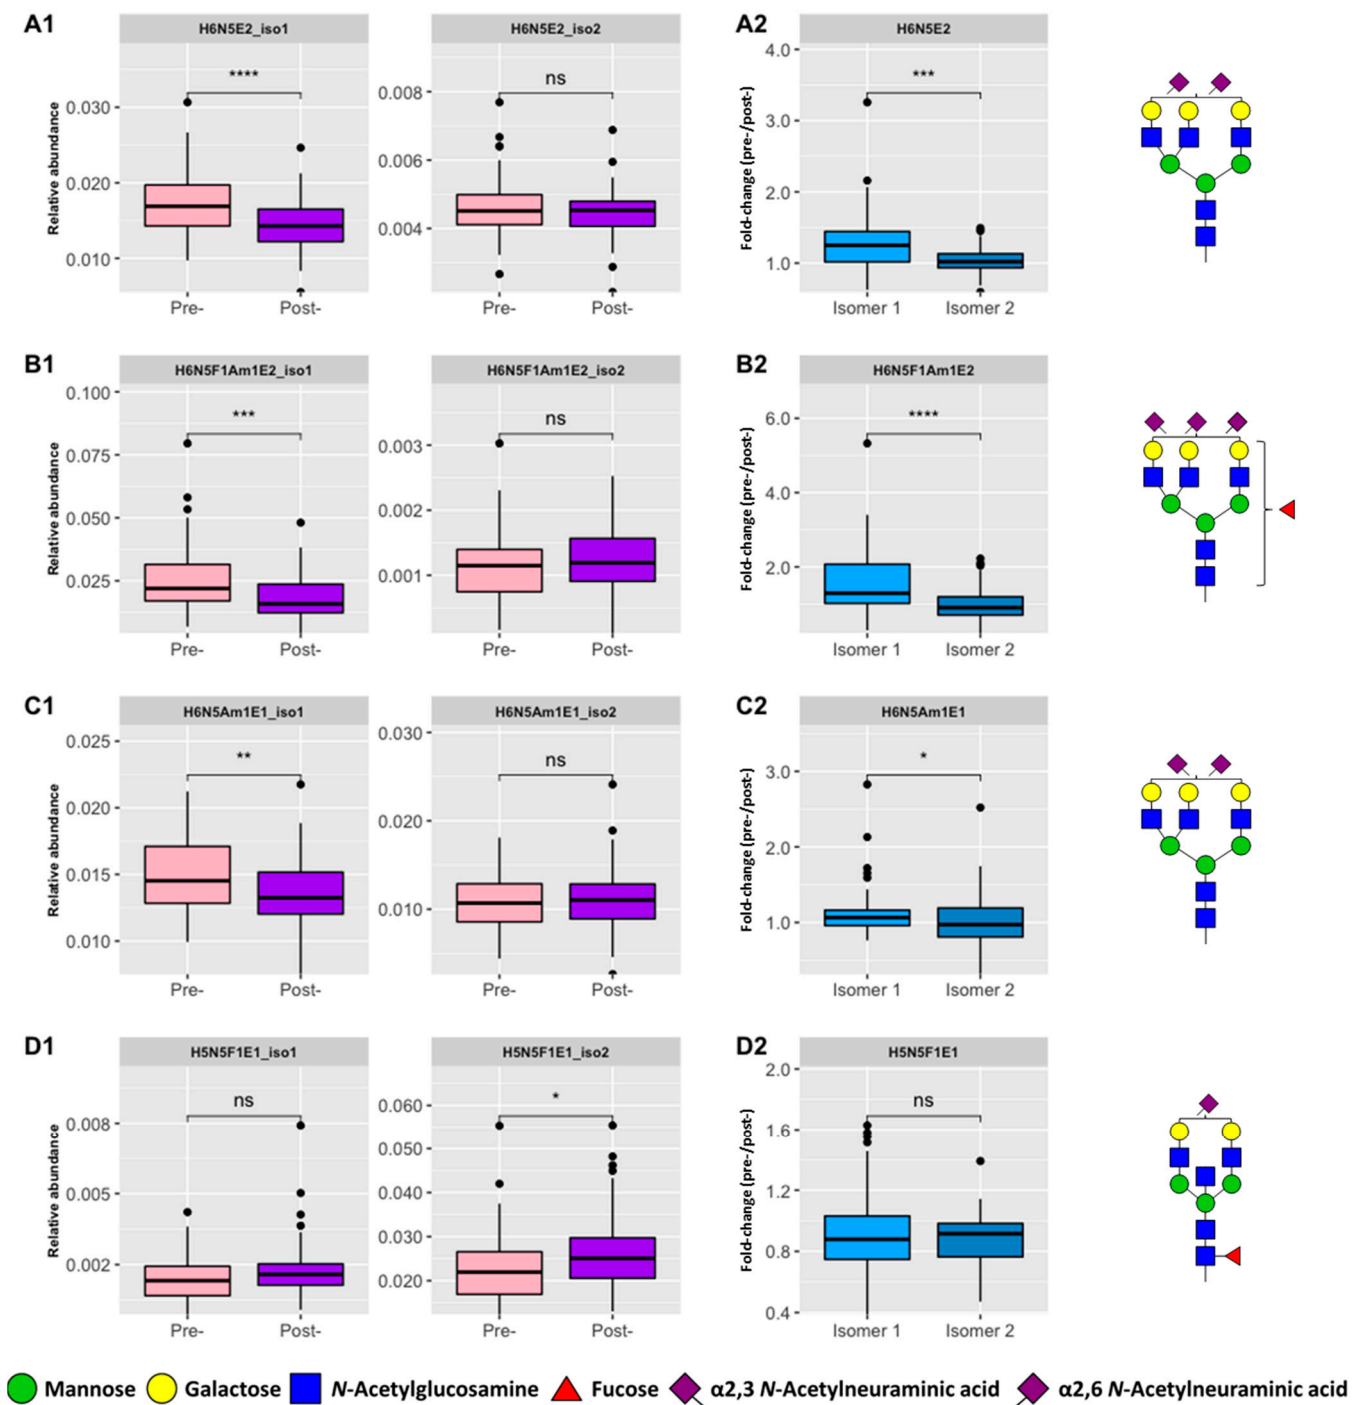 A1
H6N5E2_iso1
H6N5E2_iso2
A2
H6N5E2
Relative abundance
0.030
0.020
0.010
****
Pre-
Post-
0.008
0.006
0.004
ns
Pre-
Post-
Fold-change (pre-/post-)
4.0
3.0
2.0
1.0
***
Isomer 1
Isomer 2
B1
H6N5F1Am1E2_iso1
H6N5F1Am1E2_iso2
B2
H6N5F1Am1E2
Relative abundance
0.100
0.075
0.050
0.025
***
Pre-
Post-
0.003
0.002
0.001
ns
Pre-
Post-
Fold-change (pre-/post-)
6.0
4.0
2.0
****
Isomer 1
Isomer 2
C1
H6N5Am1E1_iso1
H6N5Am1E1_iso2
C2
H6N5Am1E1
Relative abundance
0.025
0.020
0.015
0.010
**
Pre-
Post-
0.030
0.020
0.010
ns
Pre-
Post-
Fold-change (pre-/post-)
3.0
2.0
1.0
*
Isomer 1
Isomer 2
D1
H5N5F1E1_iso1
H5N5F1E1_iso2
D2
H5N5F1E1
Relative abundance
0.008
0.005
0.002
ns
Pre-
Post-
0.060
0.050
0.040
0.030
0.020
*
Pre-
Post-
Fold-change (pre-/post-)
2.0
1.6
1.2
0.8
0.4
ns
Isomer 1
Isomer 2
Mannose Galactose N-Acetylglucosamine Fucose α2,3 N-Acetylneuraminic acid α2,6 N-Acetylneuraminic acid